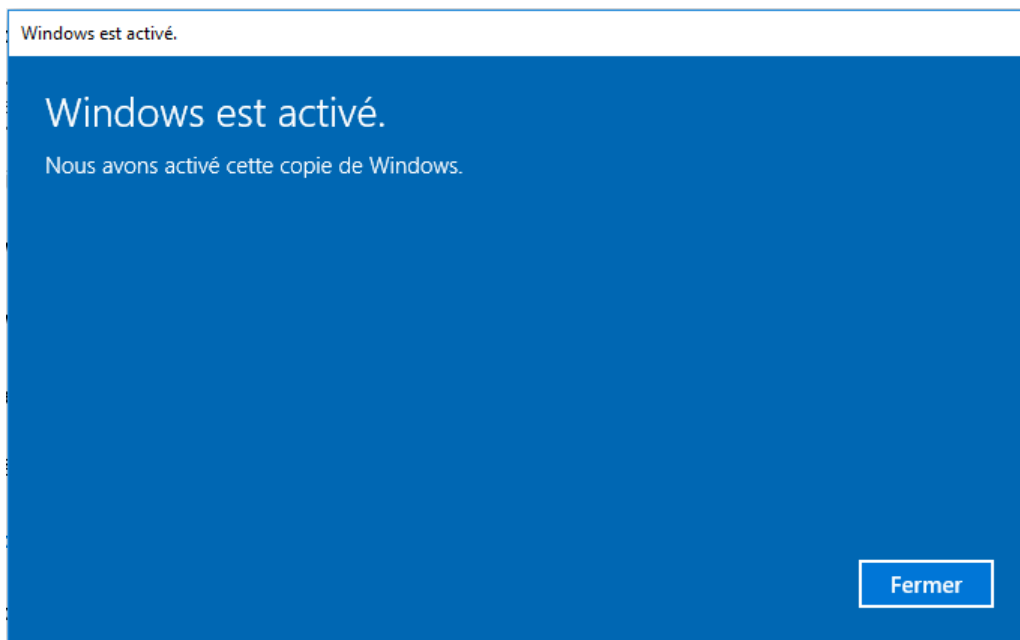 Windows est activé.
Windows est activé.
Nous avons activé cette copie de Windows.
Fermer